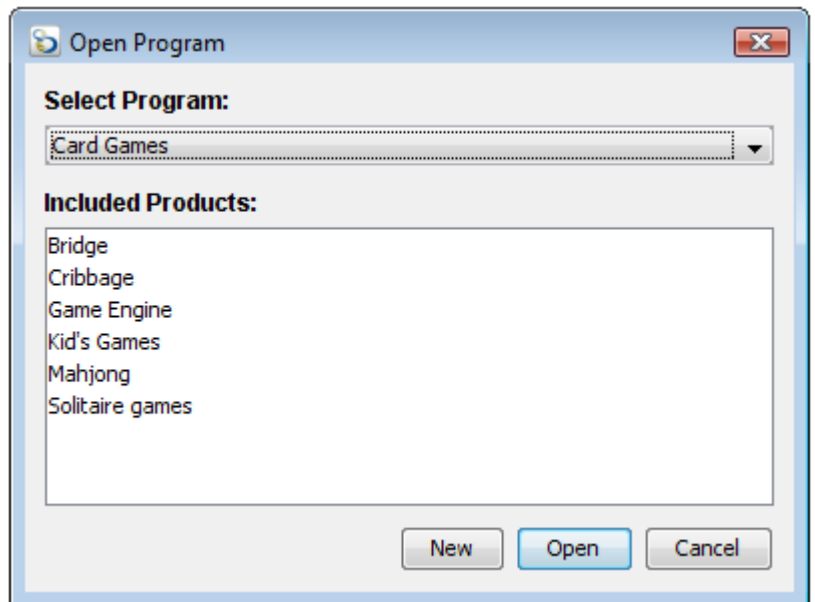 Open Program
Select Program:
Card Games
Included Products:
Bridge
Cribbage
Game Engine
Kid's Games
Mahjong
Solitaire games
New Open Cancel